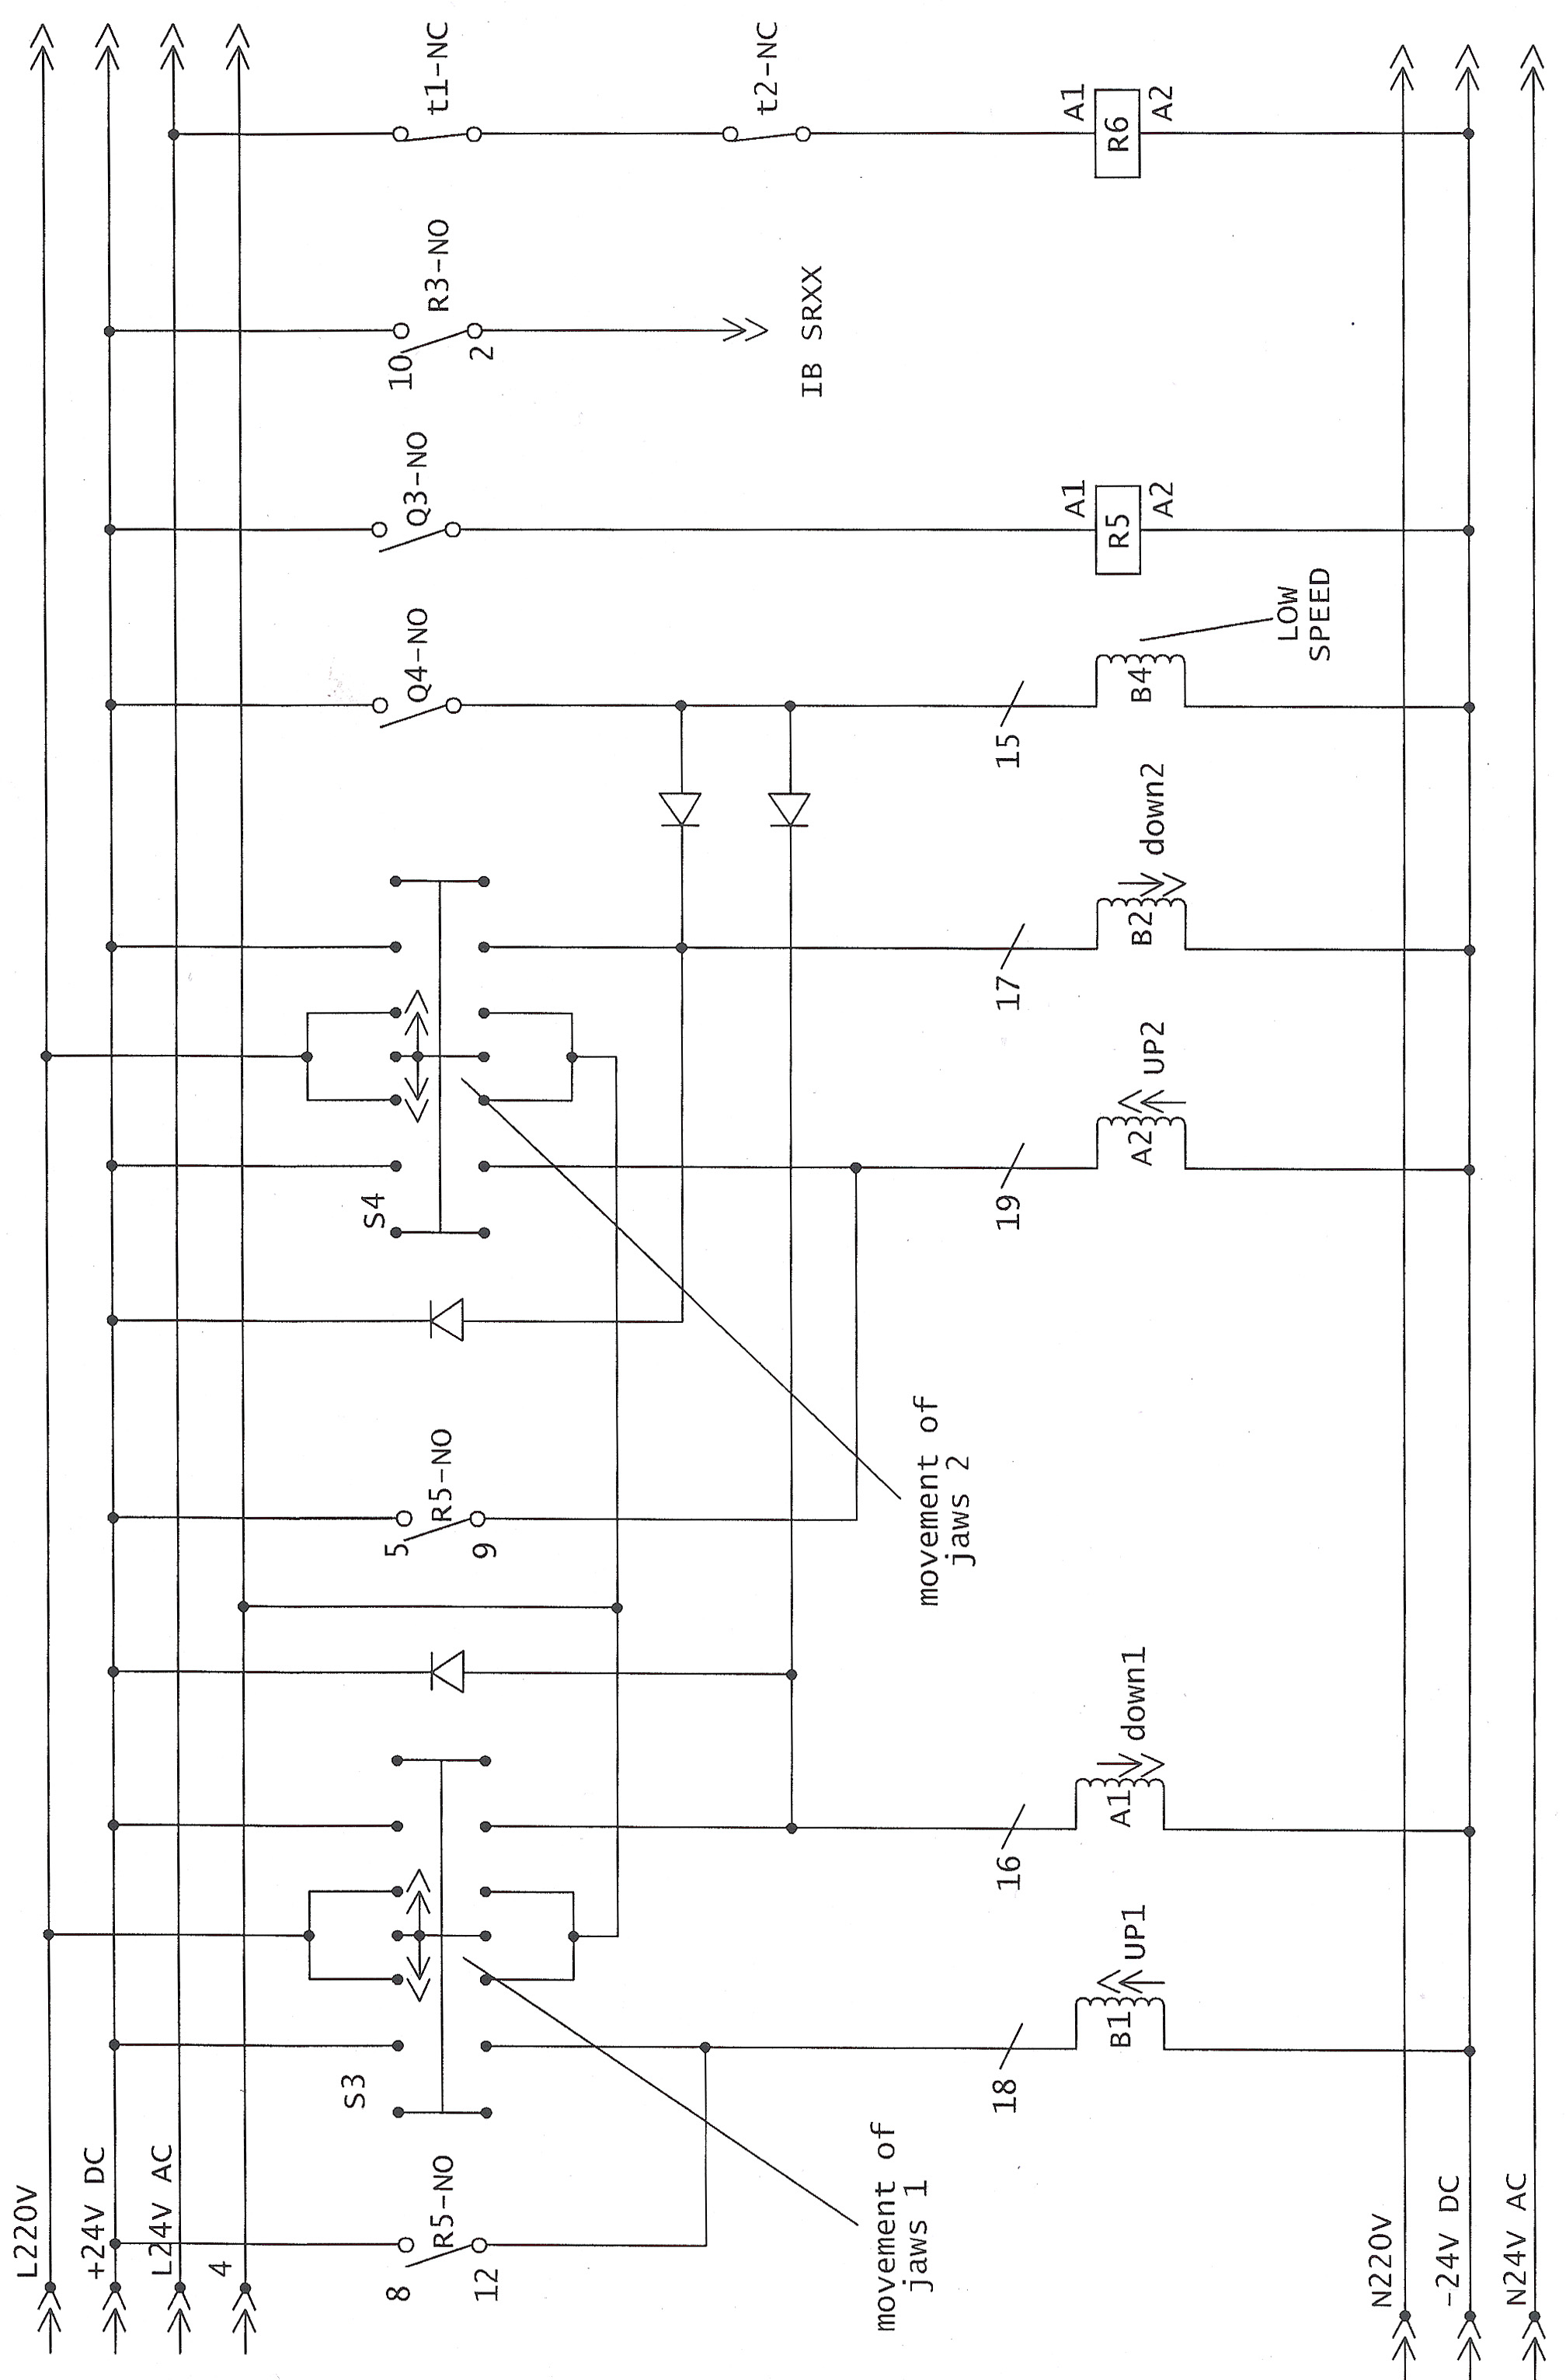 L220V
+24V DC
L24V AC
4
8
12
R5-NO
S3
movement of
jaws 1
18
B1
UP1
16
A1
down1
5
9
R5-NO
S4
movement of
jaws 2
19
A2
UP2
17
B2
down2
Q4-NO
15
B4
LOW
SPEED
Q3-NO
A1
R5
A2
10
2
R3-NO
IB SRXX
t1-NC
t2-NC
A1
R6
A2
N220V
-24V DC
N24V AC